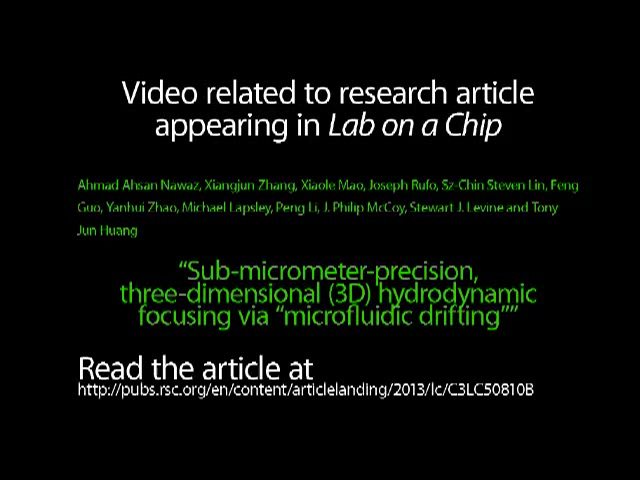 Video related to research article
appearing in Lab on a Chip
Ahmad Ahsan Nawaz, Xiangjun Zhang, Xiaole Mao, Joseph Rufo, Sz-Chin Steven Lin, Feng
Guo, Yanhui Zhao, Michael Lapsley, Peng Li, J. Philip McCoy, Stewart J. Levine and Tony
Jun Huang
“Sub-micrometer-precision,
three-dimensional (3D) hydrodynamic
focusing via “microfluidic drifting””
Read the article at
http://pubs.rsc.org/en/content/articlelanding/2013/lc/C3LC50810B